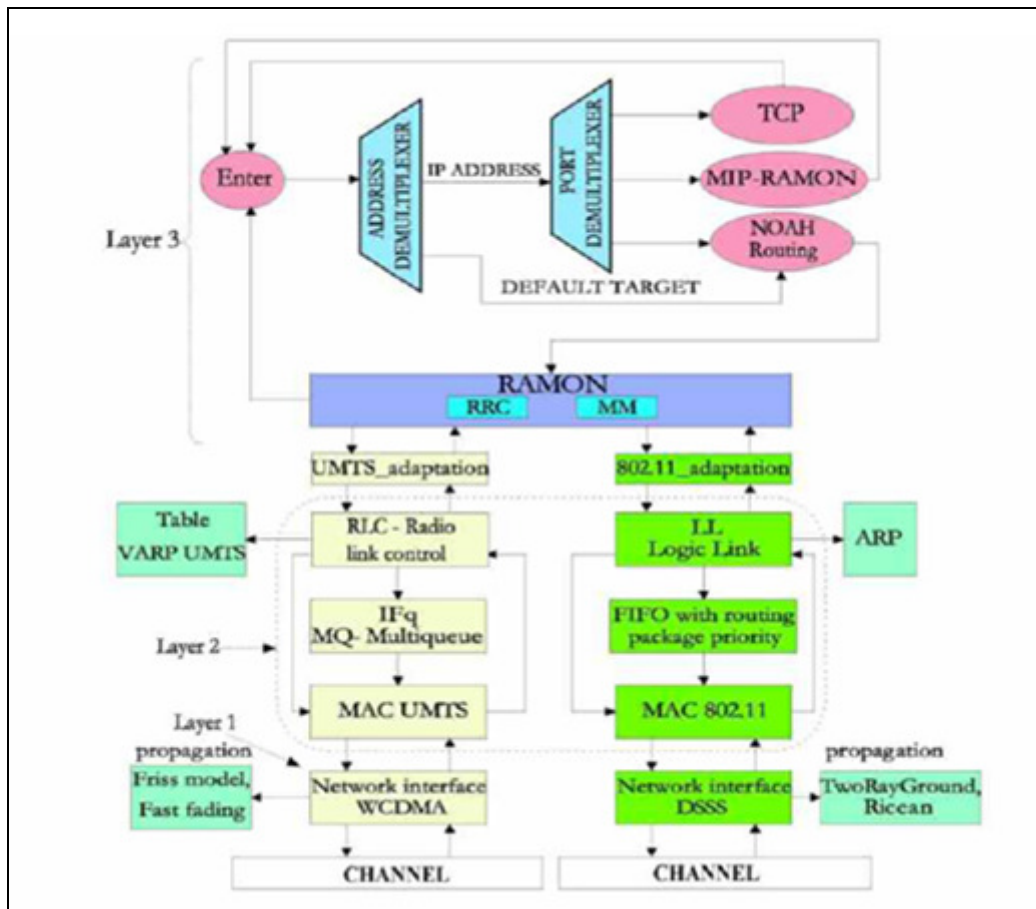 TCP
Enter
ADDRESS
DEMULTIPLEXER
IP ADDRESS
PORT
DEMULTIPLEXER
MIP-RAMON
NOAH
Routing
Layer 3
DEFAULT TARGET
RAMON
RRC
MM
UMTS_adaptation
802.11_adaptation
Table
VARP UMTS
RLC - Radio
link control
LL
Logic Link
ARP
IFq
MQ- Multiqueue
FIFO with routing
package priority
Layer 2
MAC UMTS
MAC 802.11
Layer 1
propagation
propagation
Friss model,
Fast fading
Network interface
WCDMA
Network interface
DSSS
TwoRayGround,
Ricean
CHANNEL
CHANNEL